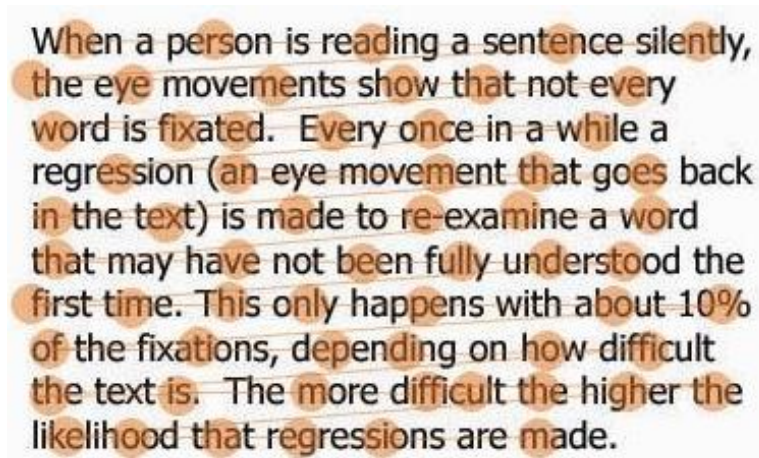 When a person is reading a sentence silently,
the eye movements show that not every
word is fixated.  Every once in a while a
regression (an eye movement that goes back
in the text) is made to re-examine a word
that may have not been fully understood the
first time. This only happens with about 10%
of the fixations, depending on how difficult
the text is.  The more difficult the higher the
likelihood that regressions are made.